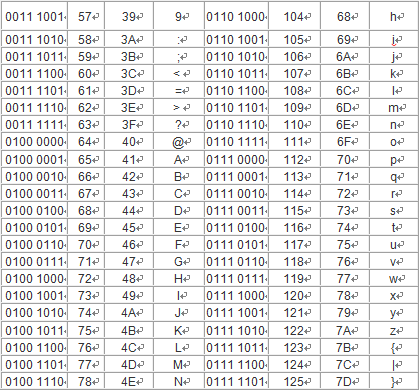 0011 1001 57 39 9 0110 1000 104 68 h
0011 1010 58 3A : 0110 1001 105 69 i
0011 1011 59 3B ; 0110 1010 106 6A j
0011 1100 60 3C < 0110 1011 107 6B k
0011 1101 61 3D = 0110 1100 108 6C l
0011 1110 62 3E > 0110 1101 109 6D m
0011 1111 63 3F ? 0110 1110 110 6E n
0100 0000 64 40 @ 0110 1111 111 6F o
0100 0001 65 41 A 0111 0000 112 70 p
0100 0010 66 42 B 0111 0001 113 71 q
0100 0011 67 43 C 0111 0010 114 72 r
0100 0100 68 44 D 0111 0011 115 73 s
0100 0101 69 45 E 0111 0100 116 74 t
0100 0110 70 46 F 0111 0101 117 75 u
0100 0111 71 47 G 0111 0110 118 76 v
0100 1000 72 48 H 0111 0111 119 77 w
0100 1001 73 49 I 0111 1000 120 78 x
0100 1010 74 4A J 0111 1001 121 79 y
0100 1011 75 4B K 0111 1010 122 7A z
0100 1100 76 4C L 0111 1011 123 7B {
0100 1101 77 4D M 0111 1100 124 7C |
0100 1110 78 4E N 0111 1101 125 7D }